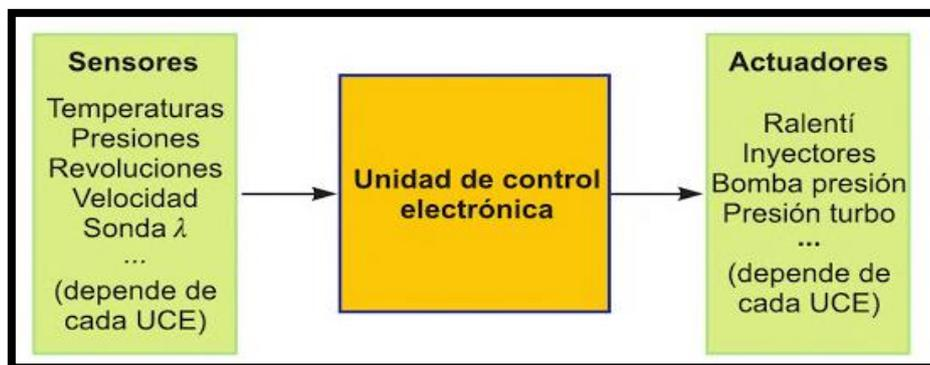 Sensores
Temperaturas
Presiones
Revoluciones
Velocidad
Sonda λ
...
(depende de
cada UCE)
Unidad de control
electrónica
Actuadores
Ralentí
Inyectores
Bomba presión
Presión turbo
...
(depende de
cada UCE)